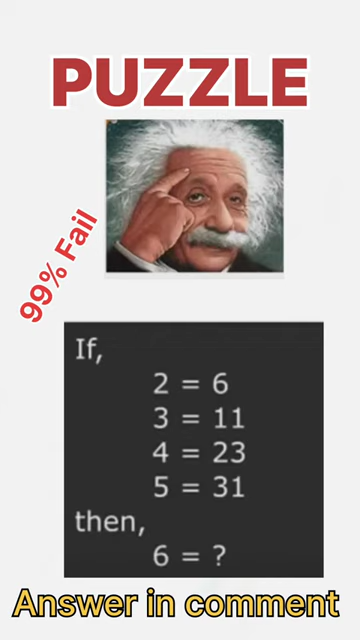 PUZZLE
99% Fail
If,
2 = 6
3 = 11
4 = 23
5 = 31
then,
6 = ?
Answer in comment